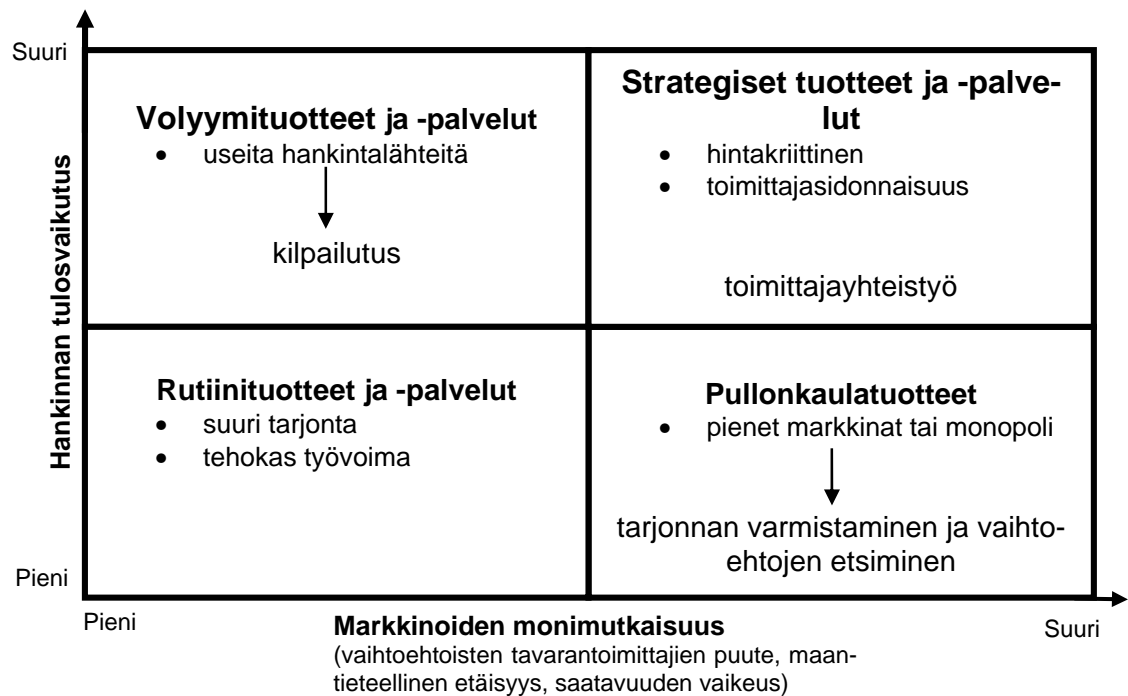 Suuri
Hankinnan tulosvaikutus
Volyymituotteet ja -palvelut
• useita hankintalähteitä
kilpailutus
Strategiset tuotteet ja -palve-
lut
• hintakriittinen
• toimittajasidonnaisuus
toimittajayhteistyö
Rutiinituotteet ja -palvelut
• suuri tarjonta
• tehokas työvoima
Pullonkaulatuotteet
• pienet markkinat tai monopoli
tarjonnan varmistaminen ja vaihto-
ehtojen etsiminen
Pieni
Pieni
Markkinoiden monimutkaisuus
(vaihtoehtoisten tavarantoimittajien puute, maan-
tieteellinen etäisyys, saatavuuden vaikeus)
Suuri